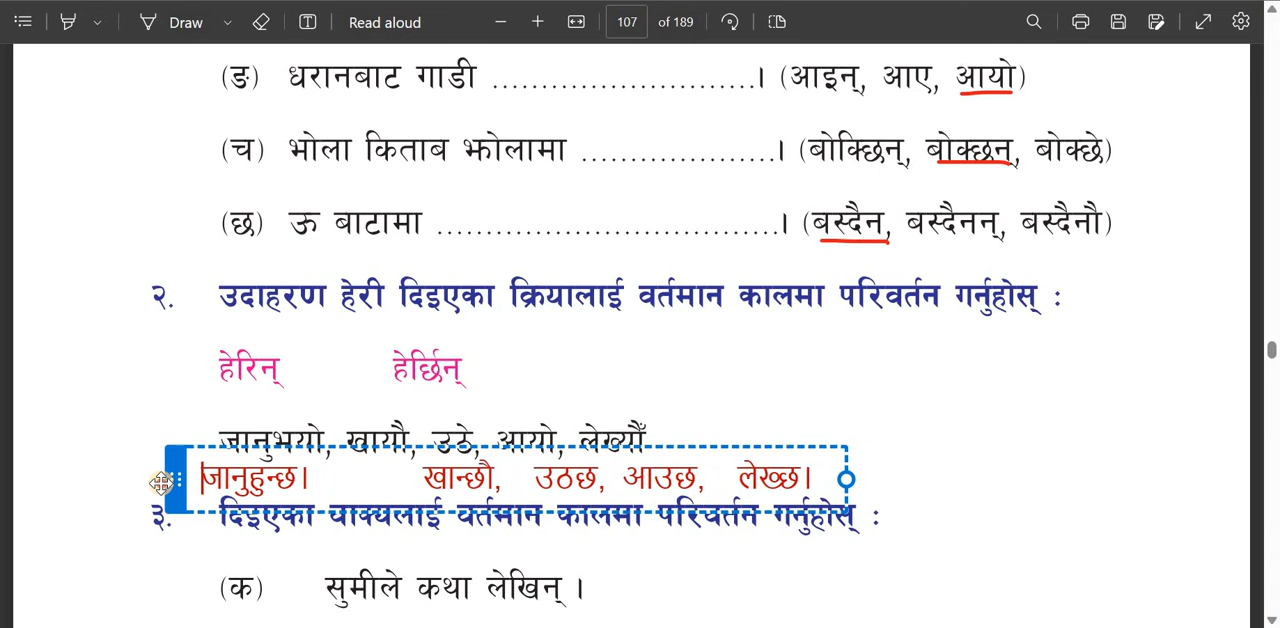 Draw Read aloud 107 of 189
(ङ) धरानबाट गाडी ............................। (आइन्, आए, आयो)
(च) भोला किताब झोलामा .....................। (बोक्छिन्, बोक्छन्, बोक्छे)
(छ) ऊ बाटामा ....................................। (बस्दैन, बस्दैनन्, बस्दैनौ)
२. उदाहरण हेरी दिइएका क्रियालाई वर्तमान कालमा परिवर्तन गर्नुहोस् :
हेरिन् हेर्छिन्
जानुभयो, खायौ, उठे, आयो, लेख्यौँ
जानुहुन्छ। खान्छौ, उठछ, आउछ, लेख्छ।
३. दिइएका वाक्यलाई वर्तमान कालमा परिवर्तन गर्नुहोस् :
(क) सुमीले कथा लेखिन् ।